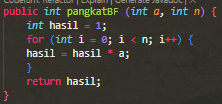 Codeium: Refactor | Explain | Generate Javadoc | ×
public int pangkatBF (int a, int n) {
int hasil = 1;
for (int i = 0; i < n; i++) {
hasil = hasil * a;
}
return hasil;
}